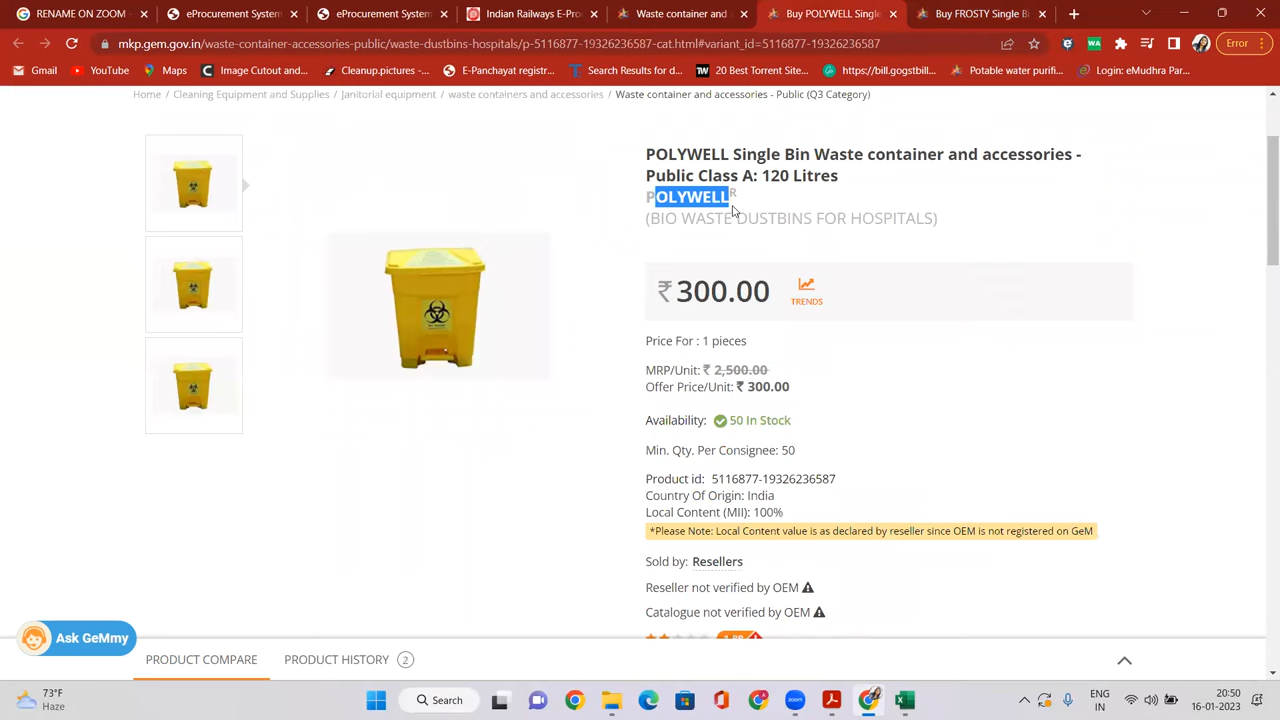 RENAME ON ZORAWAR
eProcurement System
eProcurement System
Indian Railways E-Pro
Waste container and
Buy POLYWELL Single
Buy FROSTY Single Bi
mkp.gem.gov.in/waste-container-accessories-public/waste-dustbins-hospitals/p-5116877-19326236587-cat.html#variant_id=5116877-19326236587
Error
Gmail
YouTube
Maps
Image Cutout and...
Cleanup.pictures -...
E-Panchayat registr...
Search Results for d...
20 Best Torrent Site...
https://bill.gogstbill...
Potable water purifi...
Login: eMudhra Par...
Home / Cleaning Equipment and Supplies / Janitorial equipment / waste containers and accessories / Waste container and accessories - Public (Q3 Category)
POLYWELL Single Bin Waste container and accessories -
Public Class A: 120 Litres
POLYWELL R
(BIO WASTE DUSTBINS FOR HOSPITALS)
₹ 300.00
TRENDS
Price For : 1 pieces
MRP/Unit: ₹ 2,500.00
Offer Price/Unit: ₹ 300.00
Availability: 50 In Stock
Min. Qty. Per Consignee: 50
Product id: 5116877-19326236587
Country Of Origin: India
Local Content (MII): 100%
*Please Note: Local Content value is as declared by reseller since OEM is not registered on GeM
Sold by: Resellers
Reseller not verified by OEM
Catalogue not verified by OEM
Ask GeMmy
PRODUCT COMPARE
PRODUCT HISTORY 2
73°F
Haze
Search
zoom
ENG
IN
20:50
16-01-2023